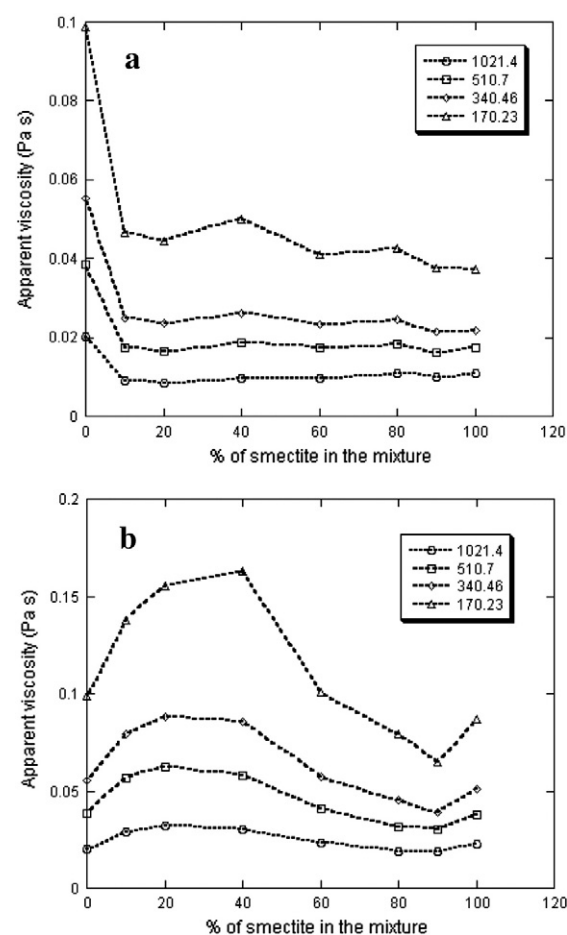 a
1021.4
510.7
340.46
170.23
0.1
0.08
0.06
0.04
0.02
0
Apparent viscosity (Pa s)
0 20 40 60 80 100 120
% of smectite in the mixture
b
1021.4
510.7
340.46
170.23
0.2
0.15
0.1
0.05
0
Apparent viscosity (Pa s)
0 20 40 60 80 100 120
% of smectite in the mixture